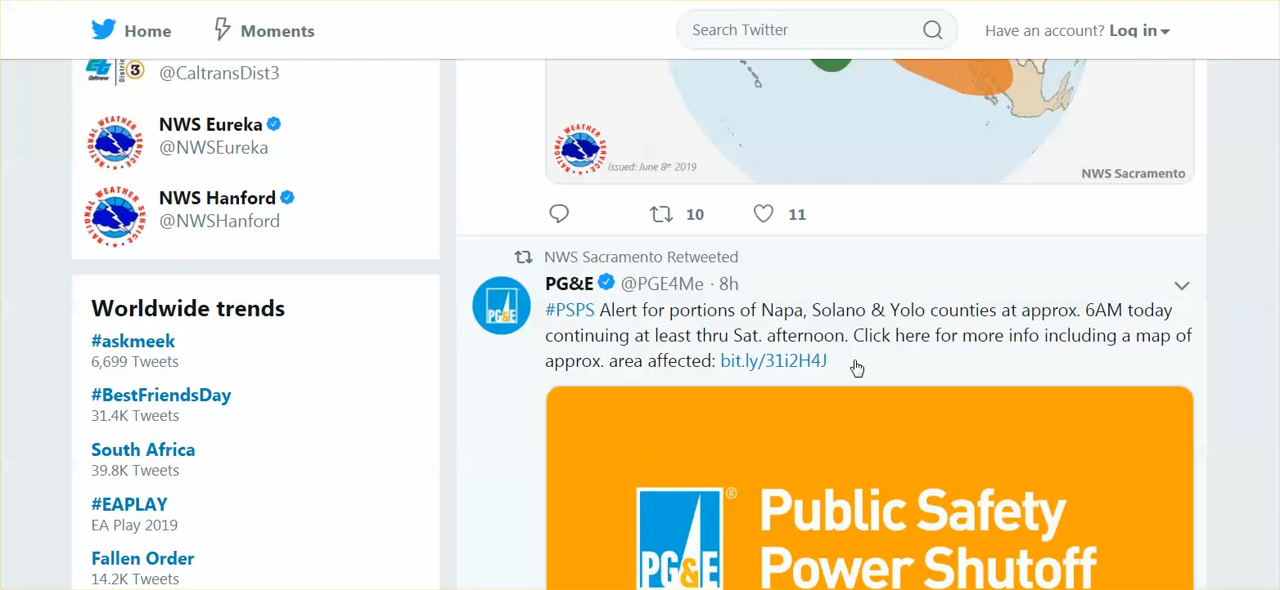 Home
Moments
Search Twitter
Have an account? Log in
3
@CaltransDist3
NWS Eureka
@NWSEureka
NWS Hanford
@NWSHanford
Worldwide trends
#askmeek
6,699 Tweets
#BestFriendsDay
31.4K Tweets
South Africa
39.8K Tweets
#EAPLAY
EA Play 2019
Fallen Order
14.2K Tweets
NATIONAL WEATHER SERVICE
Issued: June 8th 2019
NWS Sacramento
10
11
NWS Sacramento Retweeted
PG&E @PGE4Me · 8h
#PSPS Alert for portions of Napa, Solano & Yolo counties at approx. 6AM today
continuing at least thru Sat. afternoon. Click here for more info including a map of
approx. area affected: bit.ly/31i2H4J
PG&E
®
Public Safety
Power Shutoff